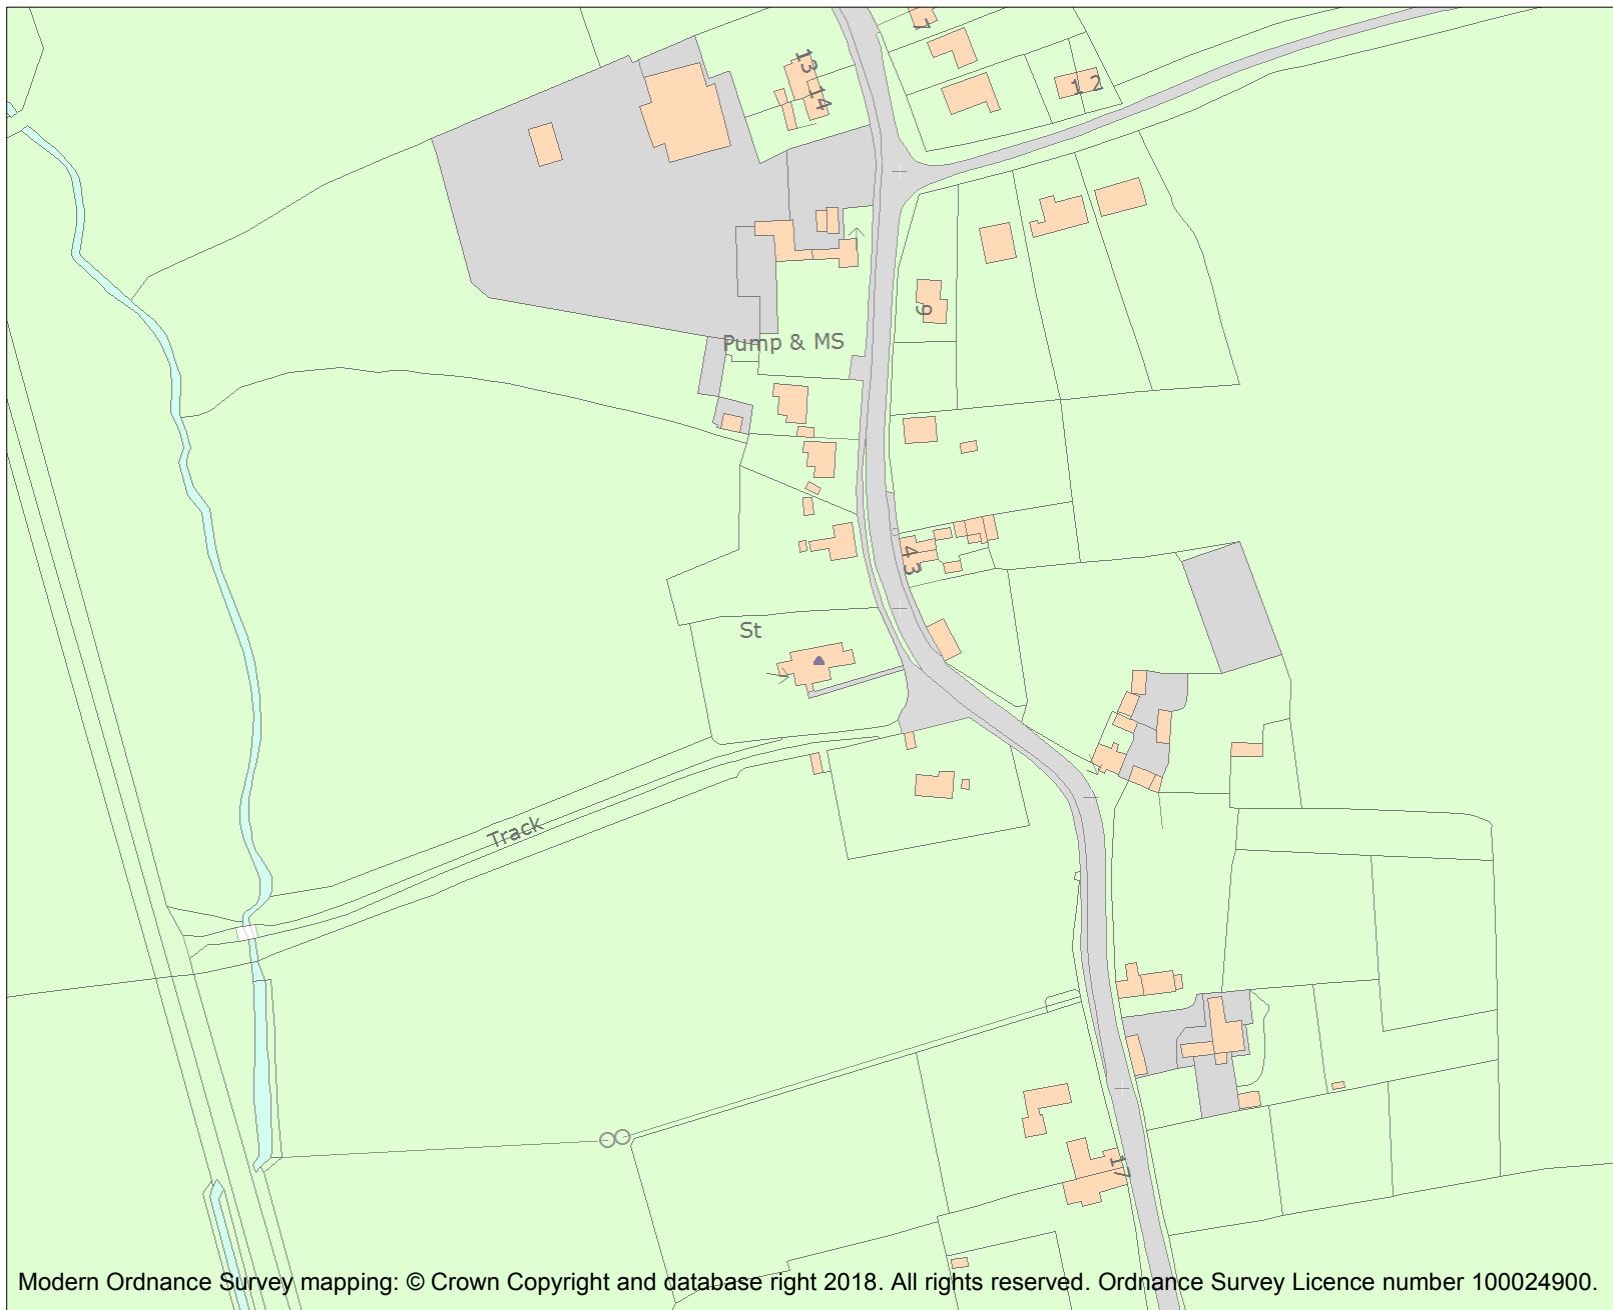 7
13
14
1 2
9
Pump & MS
4
3
St
Track
17
Modern Ordnance Survey mapping: © Crown Copyright and database right 2018. All rights reserved. Ordnance Survey Licence number 100024900.